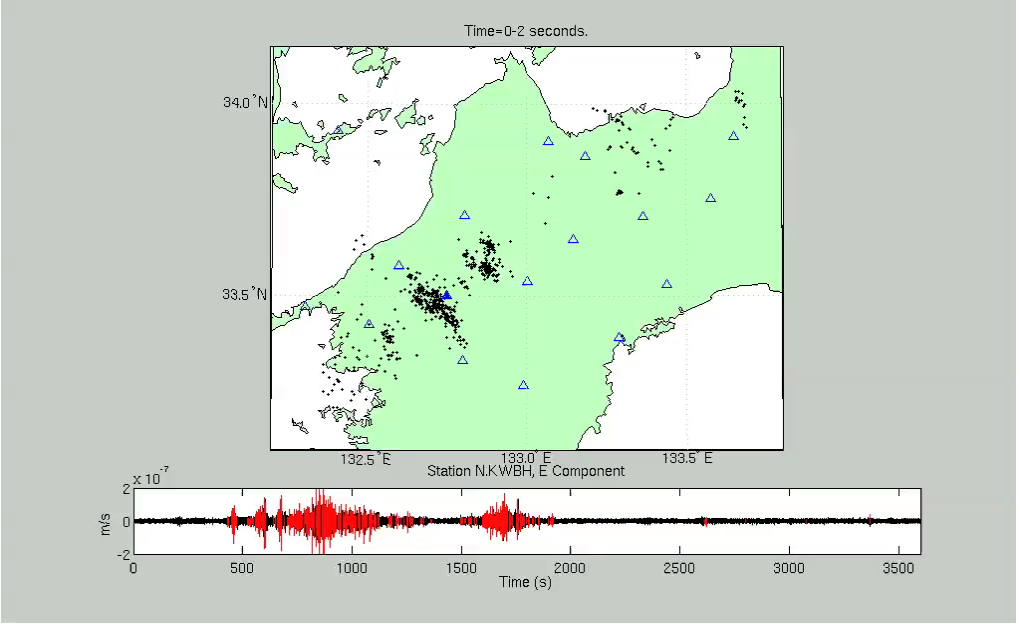 Time=0-2 seconds.
34.0°N
33.5°N
132.5°E 133.0°E 133.5°E
Station N.KWBH, E Component
x 10⁻⁷
2
0
-2
m/s
0 500 1000 1500 2000 2500 3000 3500
Time (s)